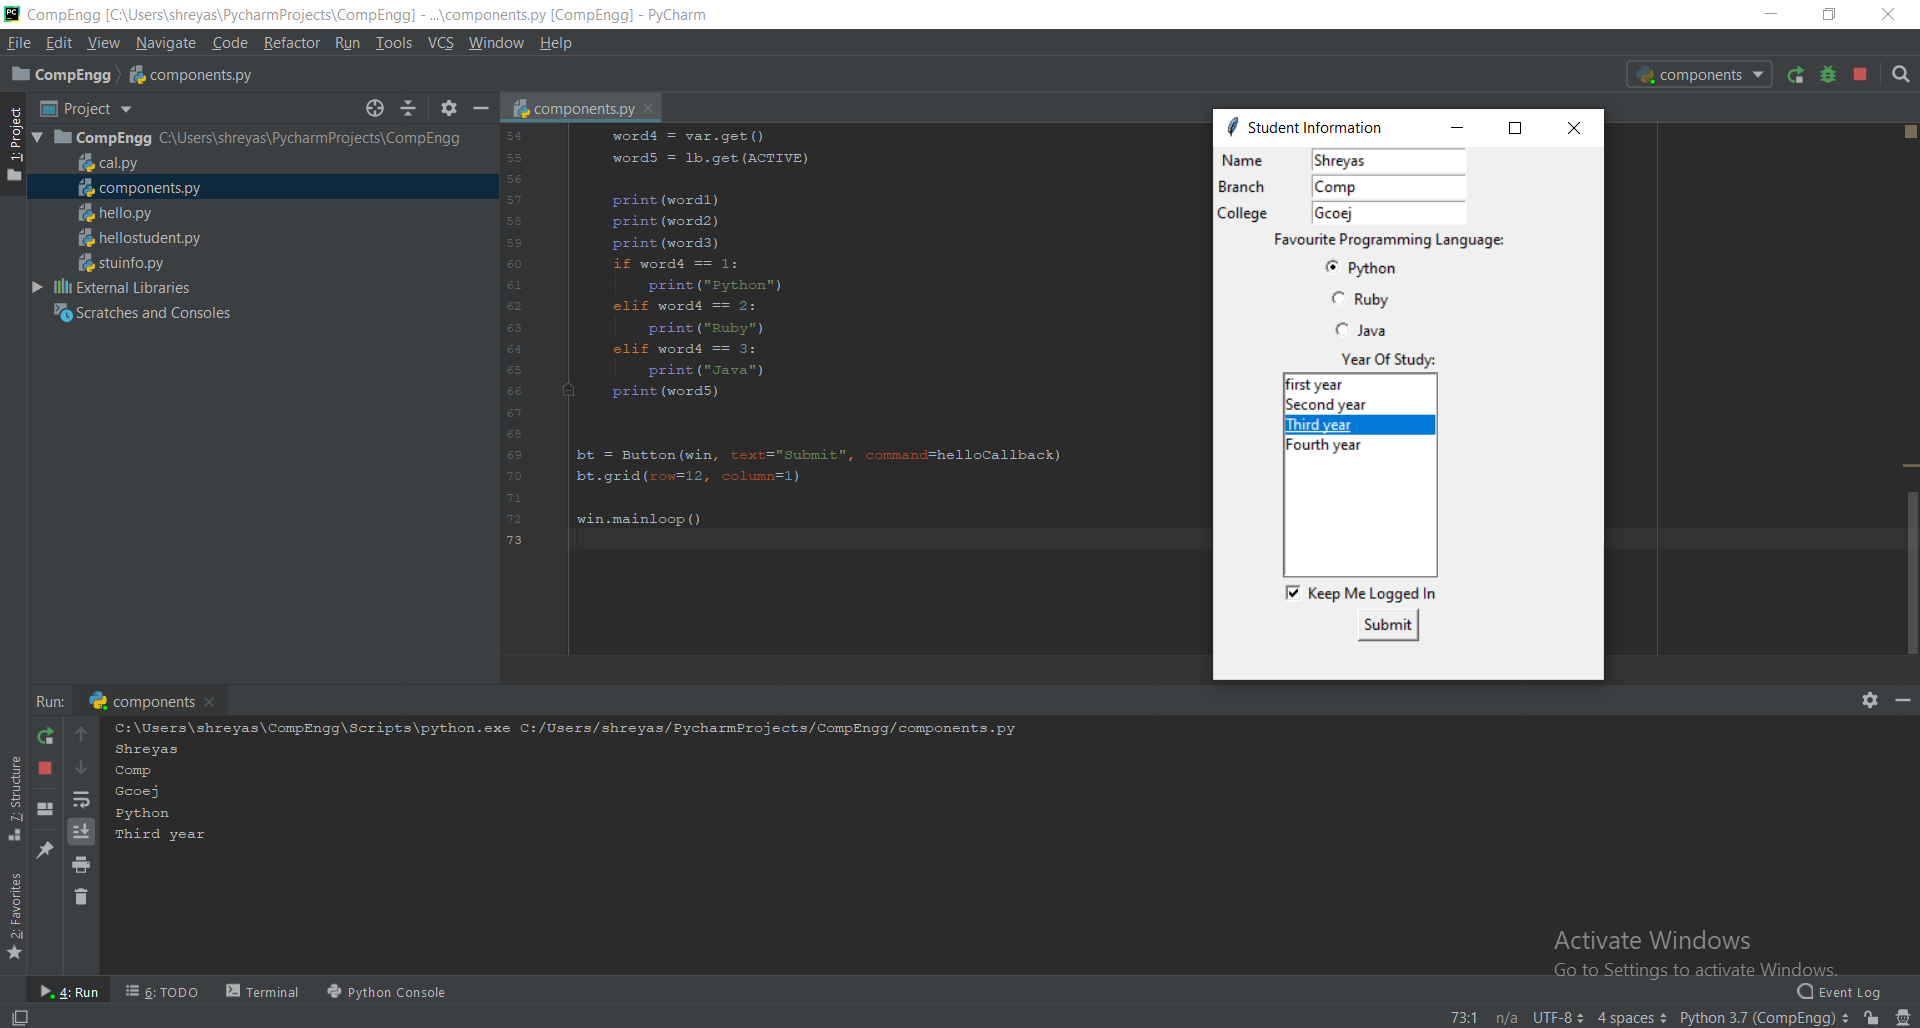 CompEngg [C:\Users\shreyas\PycharmProjects\CompEngg] - ...\components.py [CompEngg] - PyCharm
File Edit View Navigate Code Refactor Run Tools VCS Window Help
CompEngg components.py
components
1: Project
Project
CompEngg C:\Users\shreyas\PycharmProjects\CompEngg
cal.py
components.py
hello.py
hellostudent.py
stuinfo.py
External Libraries
Scratches and Consoles
components.py
54 word4 = var.get()
55 word5 = lb.get(ACTIVE)
56
57 print(word1)
58 print(word2)
59 print(word3)
60 if word4 == 1:
61 print("Python")
62 elif word4 == 2:
63 print("Ruby")
64 elif word4 == 3:
65 print("Java")
66 print(word5)
67
68
69 bt = Button(win, text="Submit", command=helloCallback)
70 bt.grid(row=12, column=1)
71
72 win.mainloop()
73
Student Information
Name Shreyas
Branch Comp
College Gcoej
Favourite Programming Language:
Python
Ruby
Java
Year Of Study:
first year
Second year
Third year
Fourth year
Keep Me Logged In
Submit
Run: components
C:\Users\shreyas\CompEngg\Scripts\python.exe C:/Users/shreyas/PycharmProjects/CompEngg/components.py
Shreyas
Comp
Gcoej
Python
Third year
7: Structure
2: Favorites
Activate Windows
Go to Settings to activate Windows.
4: Run 6: TODO Terminal Python Console
Event Log
73:1 n/a UTF-8 4 spaces Python 3.7 (CompEngg)